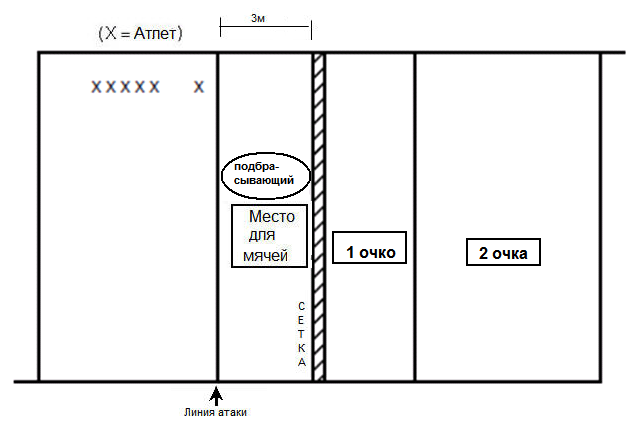 3м
(X = Атлет)
X X X X X X
подбра-
сывающий
Место
для
мячей
1 очко
2 очка
С
Е
Т
К
А
Линия атаки